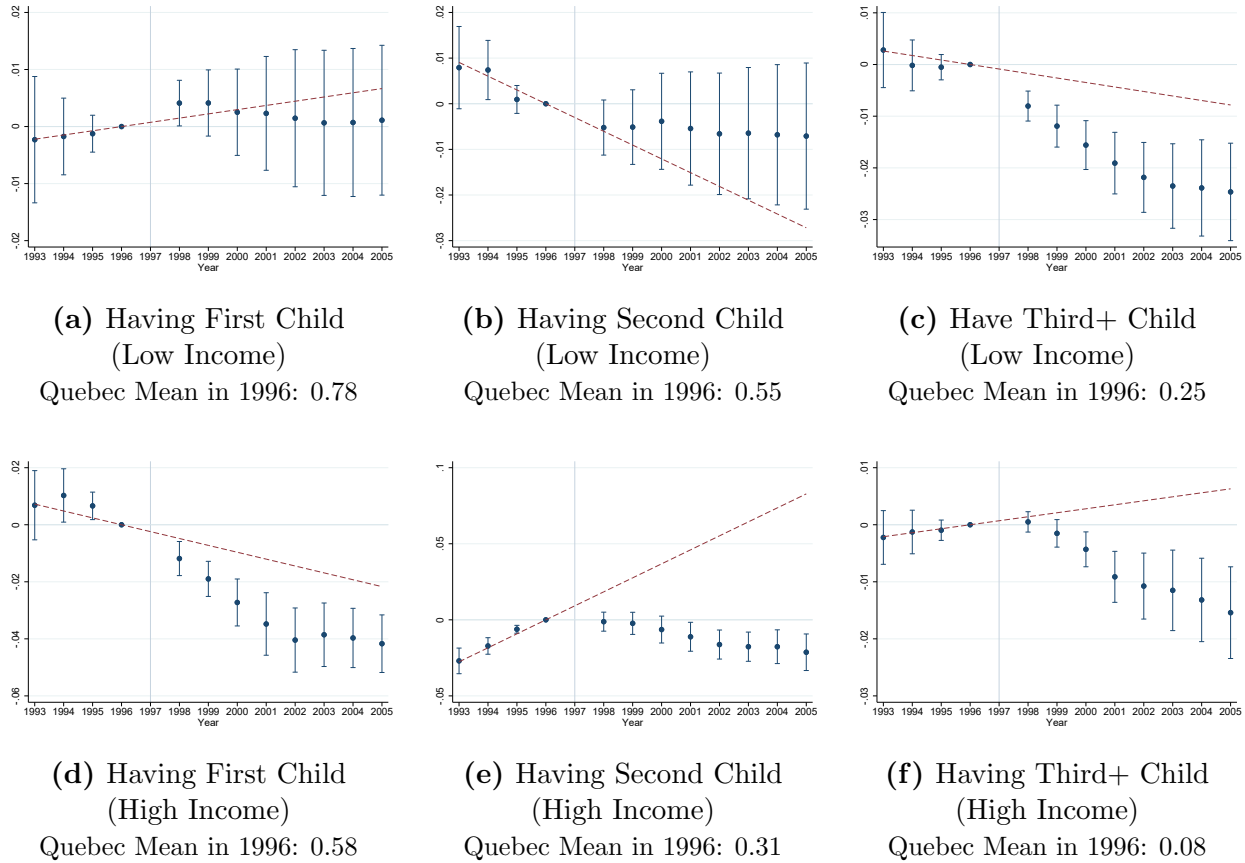 .02
.01
0
-.01
-.02
1993 1994 1995 1996 1997 1998 1999 2000 2001 2002 2003 2004 2005
Year
(a) Having First Child
(Low Income)
Quebec Mean in 1996: 0.78
.02
.01
0
-.01
-.02
-.03
1993 1994 1995 1996 1997 1998 1999 2000 2001 2002 2003 2004 2005
Year
(b) Having Second Child
(Low Income)
Quebec Mean in 1996: 0.55
.01
0
-.01
-.02
-.03
1993 1994 1995 1996 1997 1998 1999 2000 2001 2002 2003 2004 2005
Year
(c) Have Third+ Child
(Low Income)
Quebec Mean in 1996: 0.25
.02
0
-.02
-.04
-.06
1993 1994 1995 1996 1997 1998 1999 2000 2001 2002 2003 2004 2005
Year
(d) Having First Child
(High Income)
Quebec Mean in 1996: 0.58
.1
.05
0
-.05
1993 1994 1995 1996 1997 1998 1999 2000 2001 2002 2003 2004 2005
Year
(e) Having Second Child
(High Income)
Quebec Mean in 1996: 0.31
.01
0
-.01
-.02
-.03
1993 1994 1995 1996 1997 1998 1999 2000 2001 2002 2003 2004 2005
Year
(f) Having Third+ Child
(High Income)
Quebec Mean in 1996: 0.08